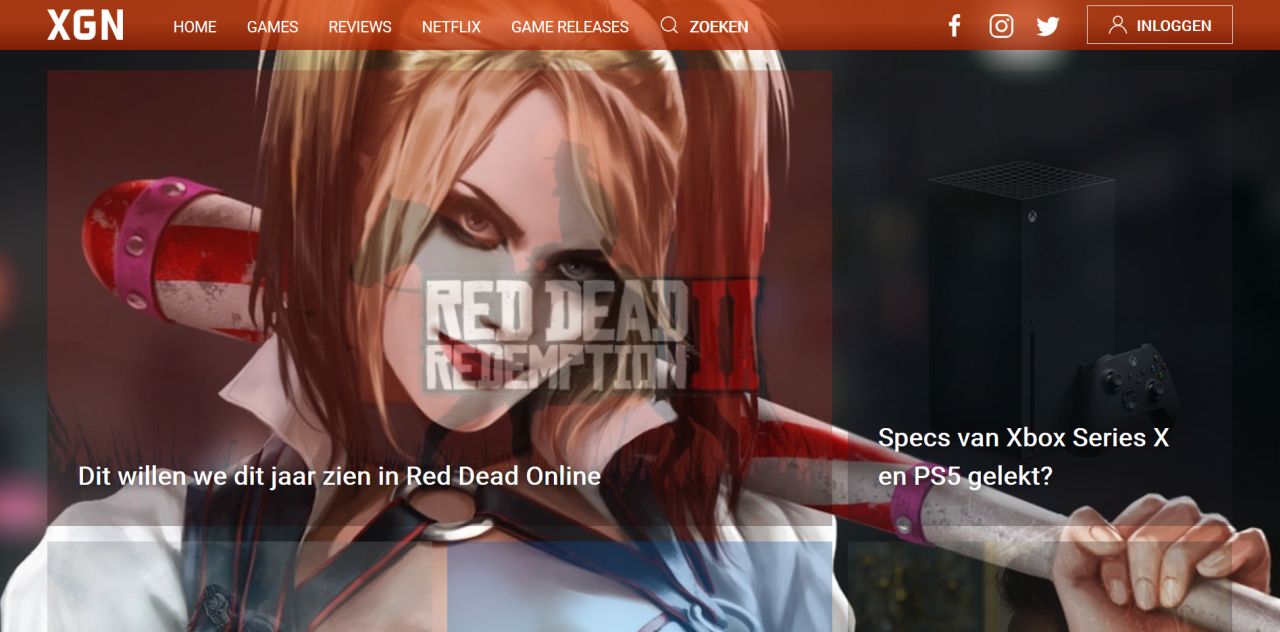 XGN HOME GAMES REVIEWS NETFLIX GAME RELEASES ZOEKEN INLOGGEN
RED DEAD II
REDEMPTION
Dit willen we dit jaar zien in Red Dead Online
Specs van Xbox Series X
en PS5 gelekt?